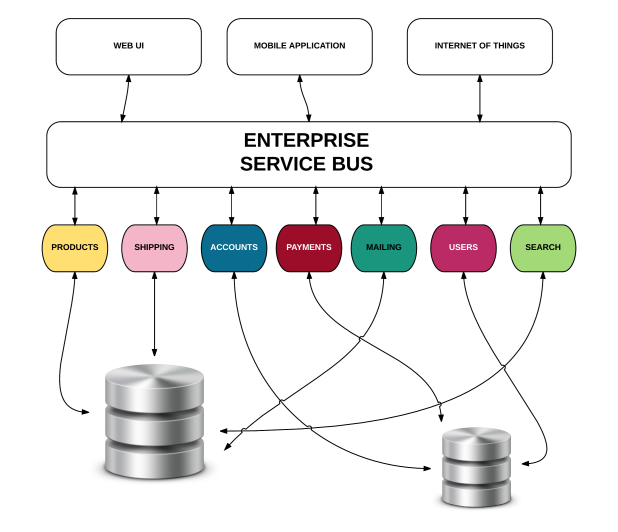 WEB UI
MOBILE APPLICATION
INTERNET OF THINGS
ENTERPRISE
SERVICE BUS
PRODUCTS
SHIPPING
ACCOUNTS
PAYMENTS
MAILING
USERS
SEARCH